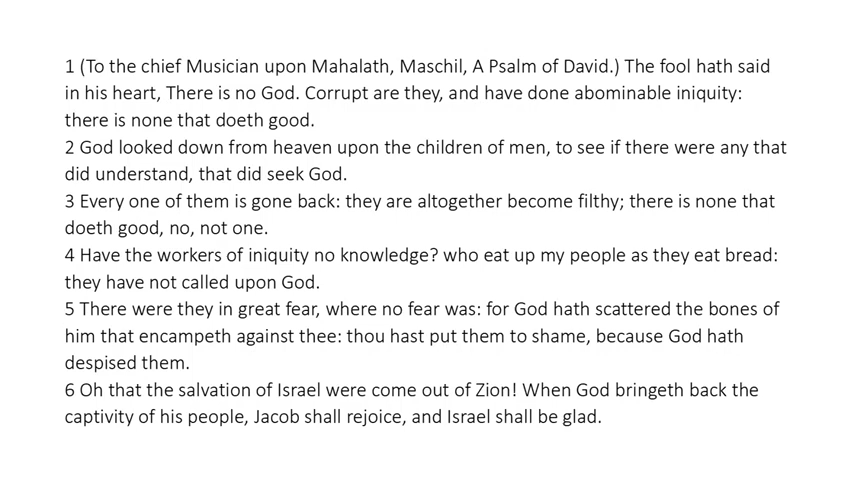 1 (To the chief Musician upon Mahalath, Maschil, A Psalm of David.) The fool hath said
in his heart, There is no God. Corrupt are they, and have done abominable iniquity:
there is none that doeth good.
2 God looked down from heaven upon the children of men, to see if there were any that
did understand, that did seek God.
3 Every one of them is gone back: they are altogether become filthy; there is none that
doeth good, no, not one.
4 Have the workers of iniquity no knowledge? who eat up my people as they eat bread:
they have not called upon God.
5 There were they in great fear, where no fear was: for God hath scattered the bones of
him that encampeth against thee: thou hast put them to shame, because God hath
despised them.
6 Oh that the salvation of Israel were come out of Zion! When God bringeth back the
captivity of his people, Jacob shall rejoice, and Israel shall be glad.